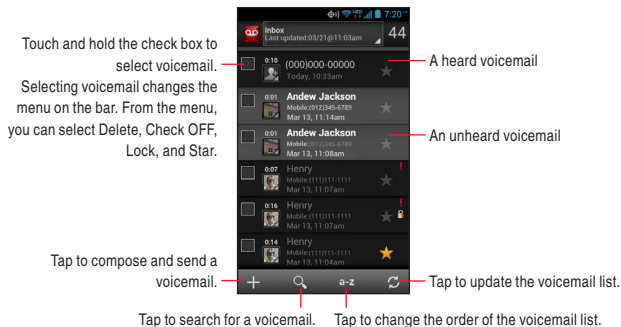 7:20
Inbox
Last updated:03/21@11:03am
44
Touch and hold the check box to
select voicemail.
Selecting voicemail changes the
menu on the bar. From the menu,
you can select Delete, Check OFF,
Lock, and Star.
0:10
(000)000-00000
Today, 10:33am
A heard voicemail
0:01
Andew Jackson
Mobile:(012)345-6789
Mar 13, 11:14am
0:01
Andew Jackson
Mobile:(012)345-6789
Mar 13, 11:08am
An unheard voicemail
0:07
Henry
Mobile:(111)111-1111
Mar 13, 11:07am
!
0:16
Henry
Mobile:(111)111-1111
Mar 13, 11:07am
!
0:14
Henry
Mobile:(111)111-1111
Mar 13, 11:04am
Tap to compose and send a
voicemail.
a-z
Tap to update the voicemail list.
Tap to search for a voicemail.
Tap to change the order of the voicemail list.